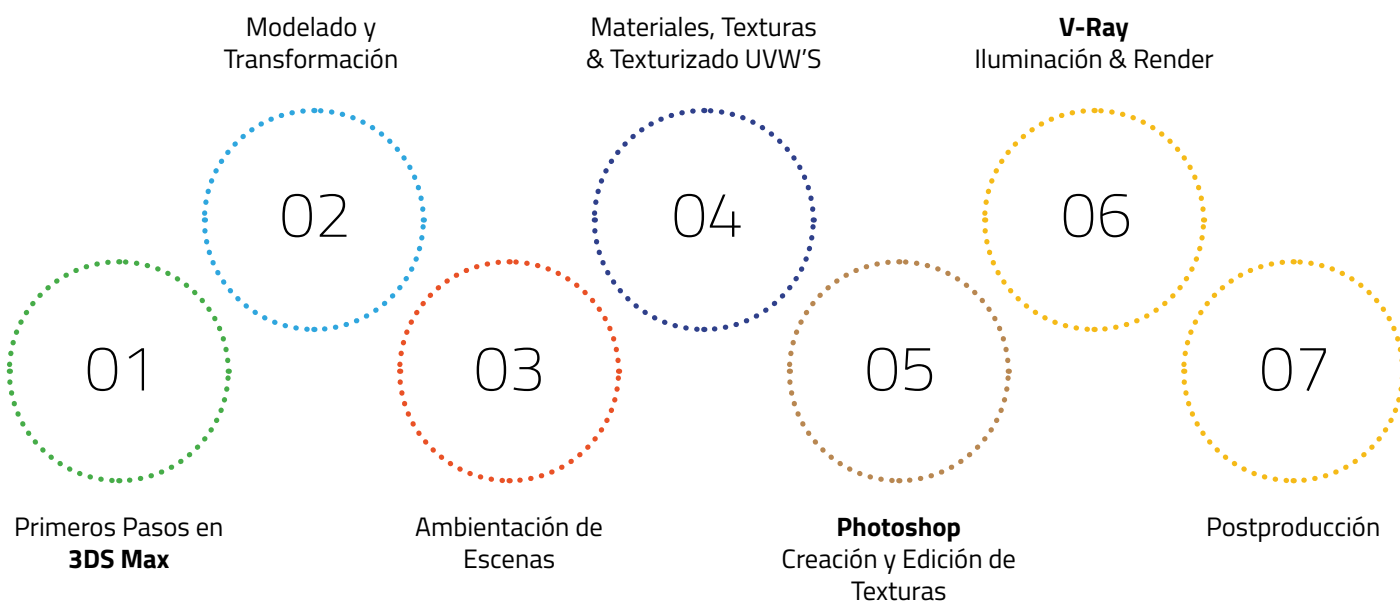 01
Primeros Pasos en
3DS Max
02
Modelado y
Transformación
03
Ambientación de
Escenas
04
Materiales, Texturas
& Texturizado UVW’S
05
Photoshop
Creación y Edición de
Texturas
06
V-Ray
Iluminación & Render
07
Postproducción